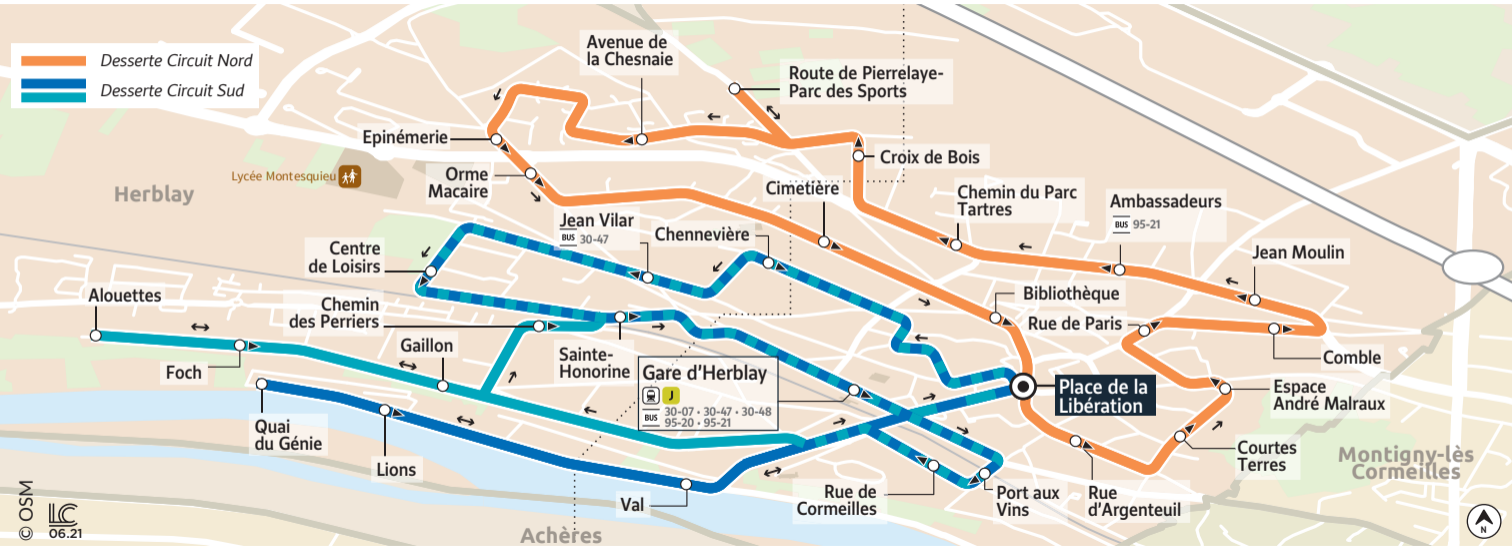 Desserte Circuit Nord
Desserte Circuit Sud
Avenue de
la Chesnaie
Route de Pierrelaye-
Parc des Sports
Epinémerie
Croix de Bois
Lycée Montesquieu
Orme
Macaire
Herblay
Cimetière
Chemin du Parc
Tartres
Ambassadeurs
BUS 95-21
Jean Vilar
BUS 30-47
Chennevière
Centre
de Loisirs
Jean Moulin
Alouettes
Chemin
des Perriers
Bibliothèque
Rue de Paris
Foch
Gaillon
Sainte-
Honorine
Comble
Gare d'Herblay
J
BUS 30-07 • 30-47 • 30-48
95-20 • 95-21
Place de la
Libération
Espace
André Malraux
Quai
du Génie
Lions
Courtes
Terres
Montigny-lès
Cormeilles
Val
Rue de
Cormeilles
Port aux
Vins
Rue
d'Argenteuil
Achères
© OSM
LC
06.21
N